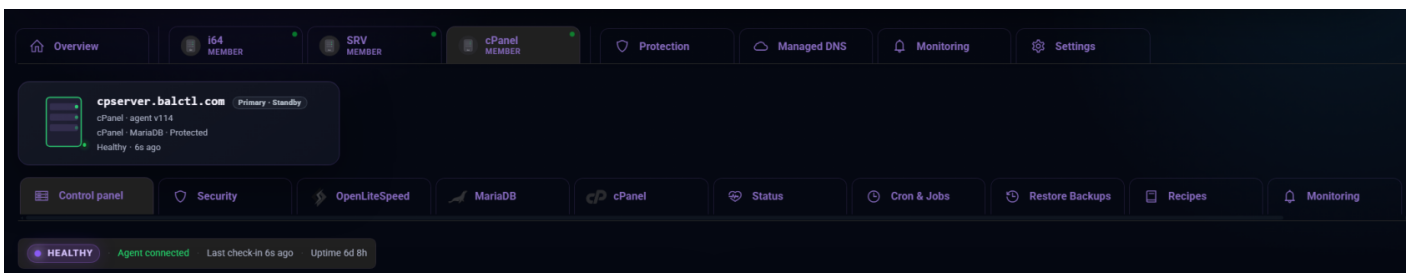 Overview
i64
MEMBER
SRV
MEMBER
cPanel
MEMBER
Protection
Managed DNS
Monitoring
Settings
cpserver.balctl.com Primary · Standby
cPanel · agent v114
cPanel · MariaDB · Protected
Healthy · 6s ago
Control panel
Security
OpenLiteSpeed
MariaDB
cP cPanel
Status
Cron & Jobs
Restore Backups
Recipes
Monitoring
HEALTHY · Agent connected · Last check-in 6s ago · Uptime 6d 8h